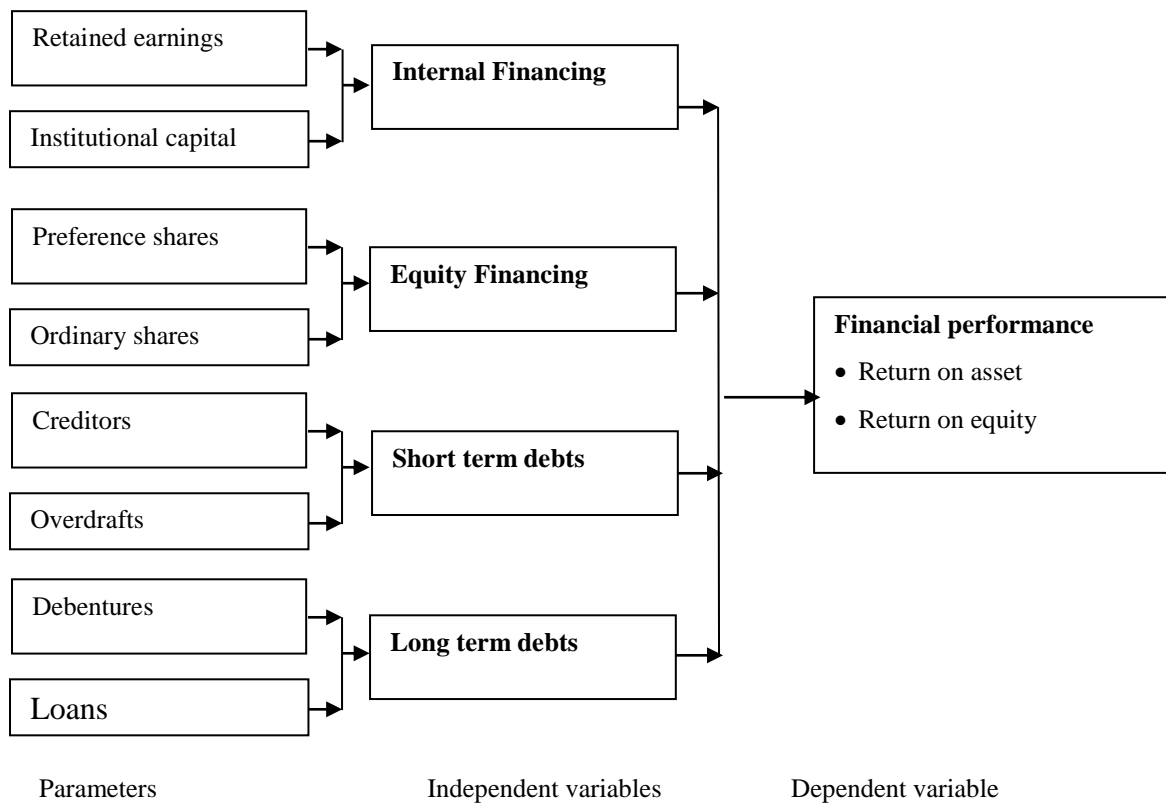 Retained earnings
Institutional capital
Internal Financing
Preference shares
Ordinary shares
Equity Financing
Creditors
Overdrafts
Short term debts
Debentures
Loans
Long term debts
Financial performance
• Return on asset
• Return on equity
Parameters
Independent variables
Dependent variable